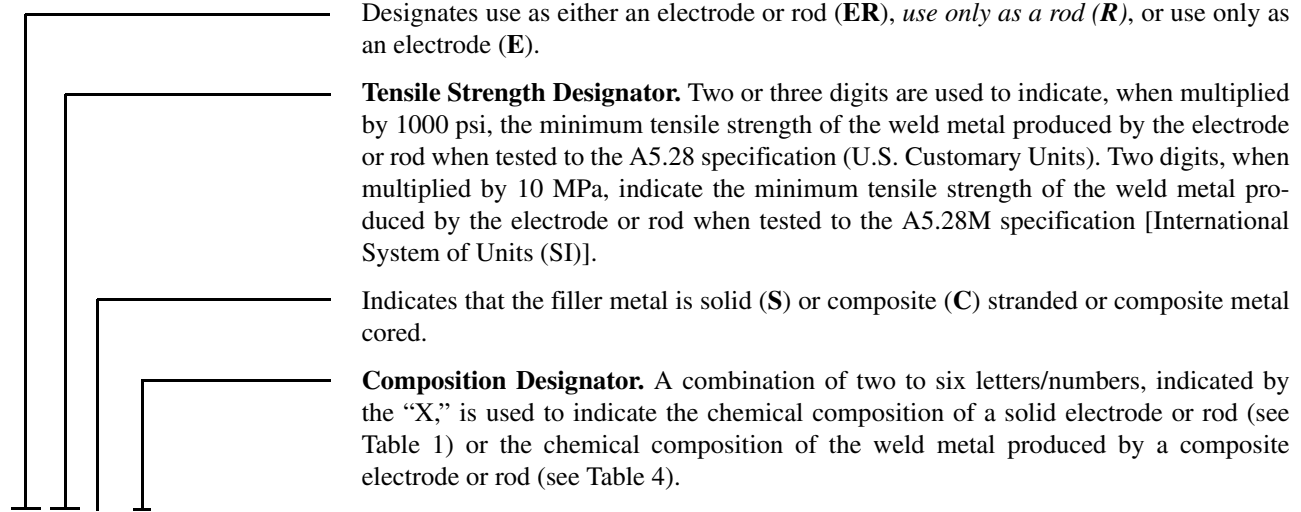 Designates use as either an electrode or rod (ER), use only as a rod (R), or use only as
an electrode (E).
Tensile Strength Designator. Two or three digits are used to indicate, when multiplied
by 1000 psi, the minimum tensile strength of the weld metal produced by the electrode
or rod when tested to the A5.28 specification (U.S. Customary Units). Two digits, when
multiplied by 10 MPa, indicate the minimum tensile strength of the weld metal pro-
duced by the electrode or rod when tested to the A5.28M specification [International
System of Units (SI)].
Indicates that the filler metal is solid (S) or composite (C) stranded or composite metal
cored.
Composition Designator. A combination of two to six letters/numbers, indicated by
the “X,” is used to indicate the chemical composition of a solid electrode or rod (see
Table 1) or the chemical composition of the weld metal produced by a composite
electrode or rod (see Table 4).